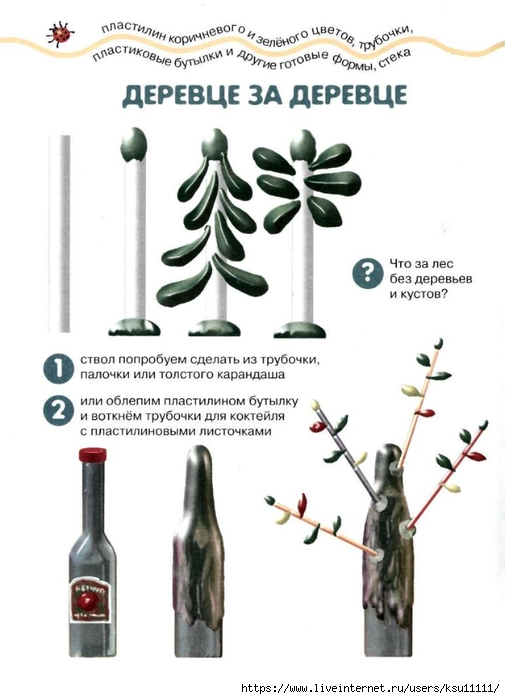 пластилин коричневого и зелёного цветов, трубочки,
пластиковые бутылки и другие готовые формы, стека
ДЕРЕВЦЕ ЗА ДЕРЕВЦЕ
? Что за лес
без деревьев
и кустов?
1 ствол попробуем сделать из трубочки,
палочки или толстого карандаша
2 или облепим пластилином бутылку
и воткнём трубочки для коктейля
с пластилиновыми листочками
КЕТЧУП
https://www.liveinternet.ru/users/ksu11111/